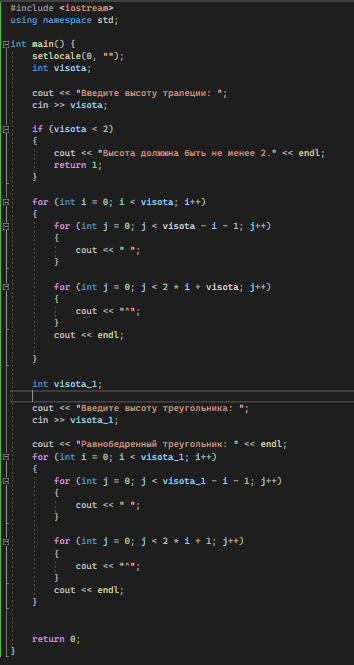 #include <iostream>
using namespace std;
int main() {
setlocale(0, "");
int visota;
cout << "Введите высоту трапеции: ";
cin >> visota;
if (visota < 2)
{
cout << "Высота должжна быть не менее 2." << endl;
return 1;
}
for (int i = 0; i < visota; i++)
{
for (int j = 0; j < visota - i - 1; j++)
{
cout << " ";
}
for (int j = 0; j < 2 * i + visota; j++)
{
cout << "^";
}
cout << endl;
}
int visota_1;
cout << "Введите высоту треугольника: ";
cin >> visota_1;
cout << "Равнобедренный треугольник: " << endl;
for (int i = 0; i < visota_1; i++)
{
for (int j = 0; j < visota_1 - i - 1; j++)
{
cout << " ";
}
for (int j = 0; j < 2 * i + 1; j++)
{
cout << "^";
}
cout << endl;
}
return 0;
}